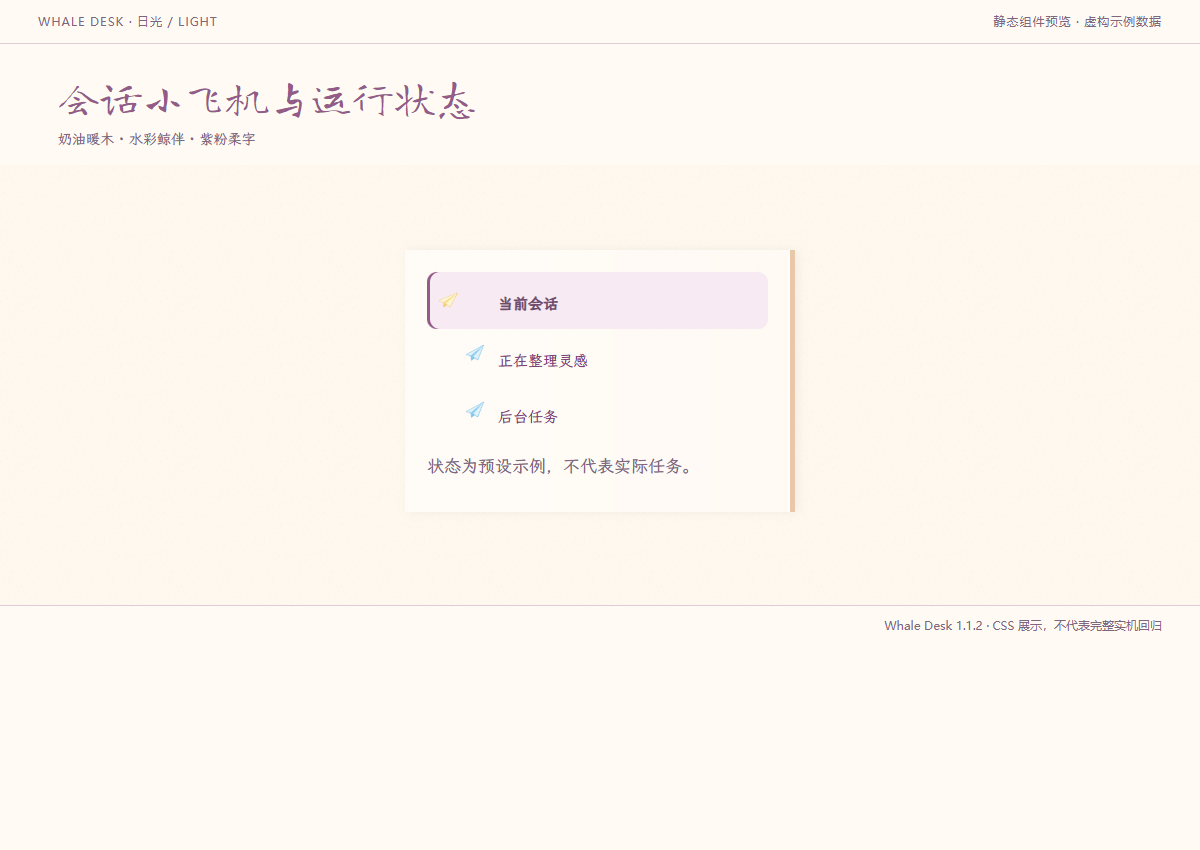 WHALE DESK · 日光 / LIGHT
静态组件预览 · 虚构示例数据
会话小飞机与运行状态
奶油暖木 · 水彩鲸伴 · 紫粉柔字
当前会话
正在整理灵感
后台任务
状态为预设示例，不代表实际任务。
Whale Desk 1.1.2 · CSS 展示，不代表完整实机回归